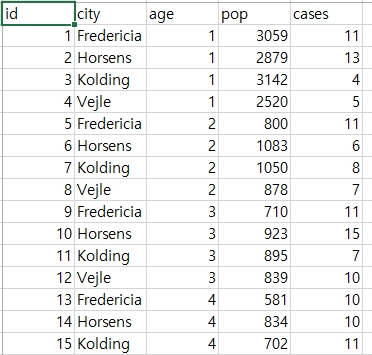 id city age pop cases
1 Fredericia 1 3059 11
2 Horsens 1 2879 13
3 Kolding 1 3142 4
4 Vejle 1 2520 5
5 Fredericia 2 800 11
6 Horsens 2 1083 6
7 Kolding 2 1050 8
8 Vejle 2 878 7
9 Fredericia 3 710 11
10 Horsens 3 923 15
11 Kolding 3 895 7
12 Vejle 3 839 10
13 Fredericia 4 581 10
14 Horsens 4 834 10
15 Kolding 4 702 11